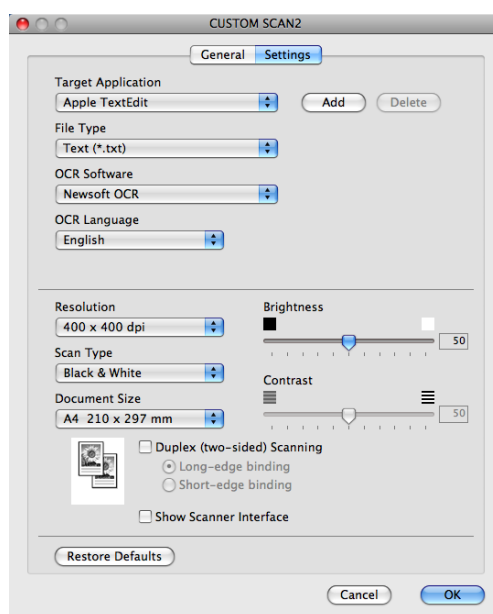 CUSTOM SCAN2
General Settings
Target Application
Apple TextEdit Add Delete
File Type
Text (*.txt)
OCR Software
Newsoft OCR
OCR Language
English
Resolution Brightness
400 x 400 dpi 50
Scan Type
Black & White Contrast
Document Size
A4 210 x 297 mm 50
Duplex (two-sided) Scanning
Long-edge binding
Short-edge binding
Show Scanner Interface
Restore Defaults
Cancel OK